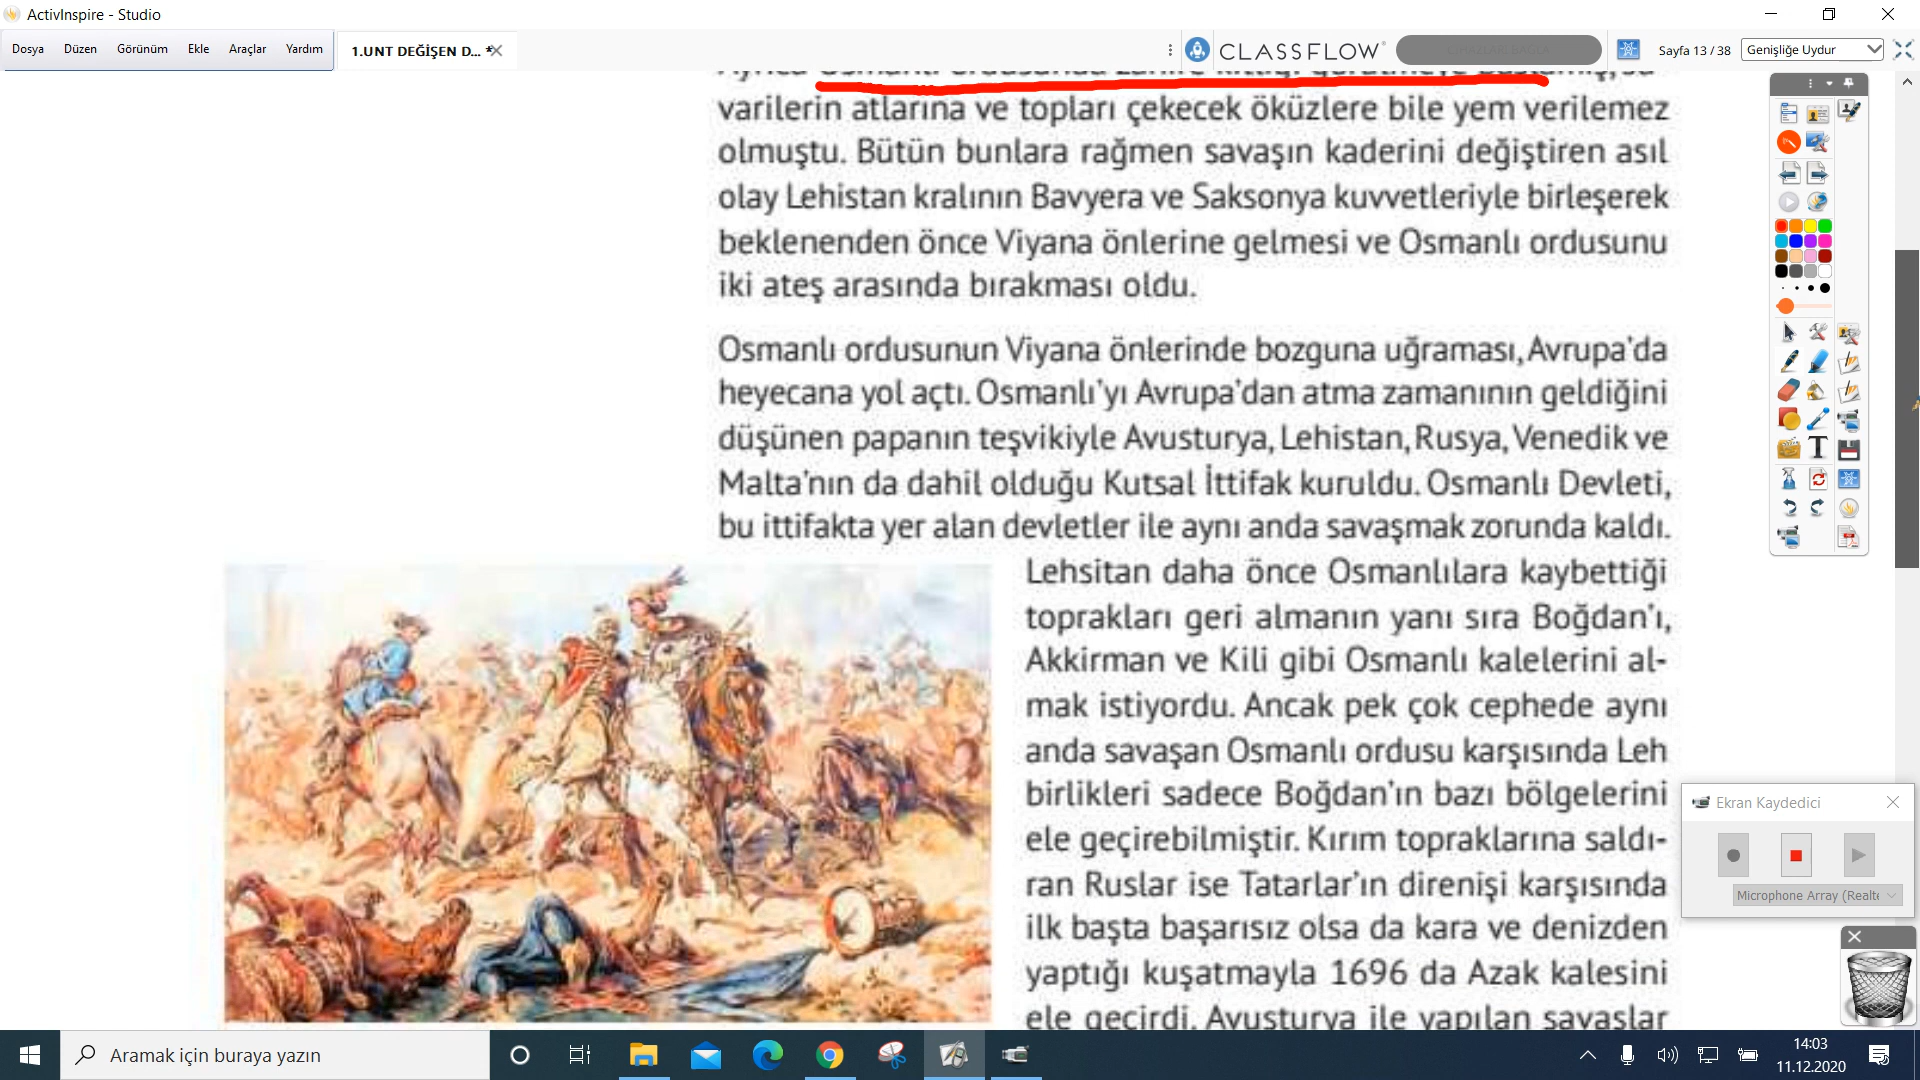 ActivInspire - Studio
Dosya Düzen Görünüm Ekle Araçlar Yardım
1.UNT DEĞİŞEN D... *
CLASSFLOW
Sayfa 13 / 38
Genişliğe Uydur
varilerin atlarına ve topları çekecek öküzlere bile yem verilemez
olmuştu. Bütün bunlara rağmen savaşın kaderini değiştiren asıl
olay Lehistan kralının Bavyera ve Saksonya kuvvetleriyle birleşerek
beklenenden önce Viyana önlerine gelmesi ve Osmanlı ordusunu
iki ateş arasında bırakması oldu.
Osmanlı ordusunun Viyana önlerinde bozguna uğraması, Avrupa'da
heyecana yol açtı. Osmanlı'yı Avrupa'dan atma zamanının geldiğini
düşünen papanın teşvikiyle Avusturya, Lehistan, Rusya, Venedik ve
Malta'nın da dahil olduğu Kutsal İttifak kuruldu. Osmanlı Devleti,
bu ittifakta yer alan devletler ile aynı anda savaşmak zorunda kaldı.
Lehsitan daha önce Osmanlılara kaybettiği
toprakları geri almanın yanı sıra Boğdan'ı,
Akkirman ve Kili gibi Osmanlı kalelerini al-
mak istiyordu. Ancak pek çok cephede aynı
anda savaşan Osmanlı ordusu karşısında Leh
birlikleri sadece Boğdan'ın bazı bölgelerini
ele geçirebilmiştir. Kırım topraklarına saldı-
ran Ruslar ise Tatarlar'ın direnişi karşısında
ilk başta başarısız olsa da kara ve denizden
yaptığı kuşatmayla 1696 da Azak kalesini
ele geçirdi. Avusturya ile yapılan savaşlar
Ekran Kaydedici
Microphone Array (Realte
Aramak için buraya yazın
14:03
11.12.2020